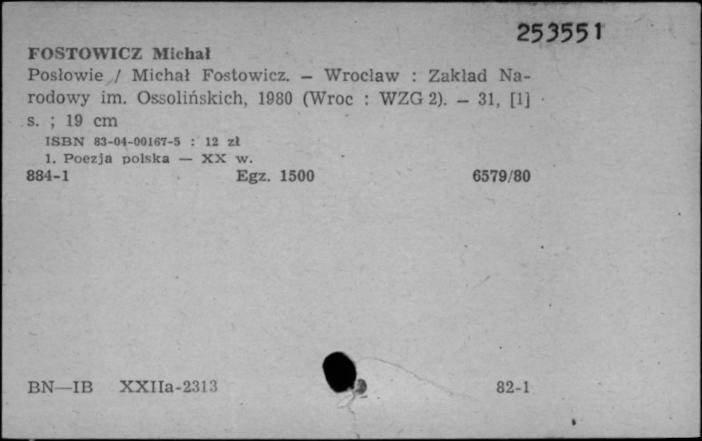 253551
FOSTOWICZ Michał
Posłowie / Michał Fostowicz. — Wrocław : Zakład Na-
rodowy im. Ossolińskich, 1980 (Wroc : WZG 2). — 31, [1]
s. ; 19 cm
ISBN 83-04-00167-5 : 12 zł
1. Poezja polska — XX w.
884-1 Egz. 1500 6579/80
BN—IB XXIIa-2313 82-1